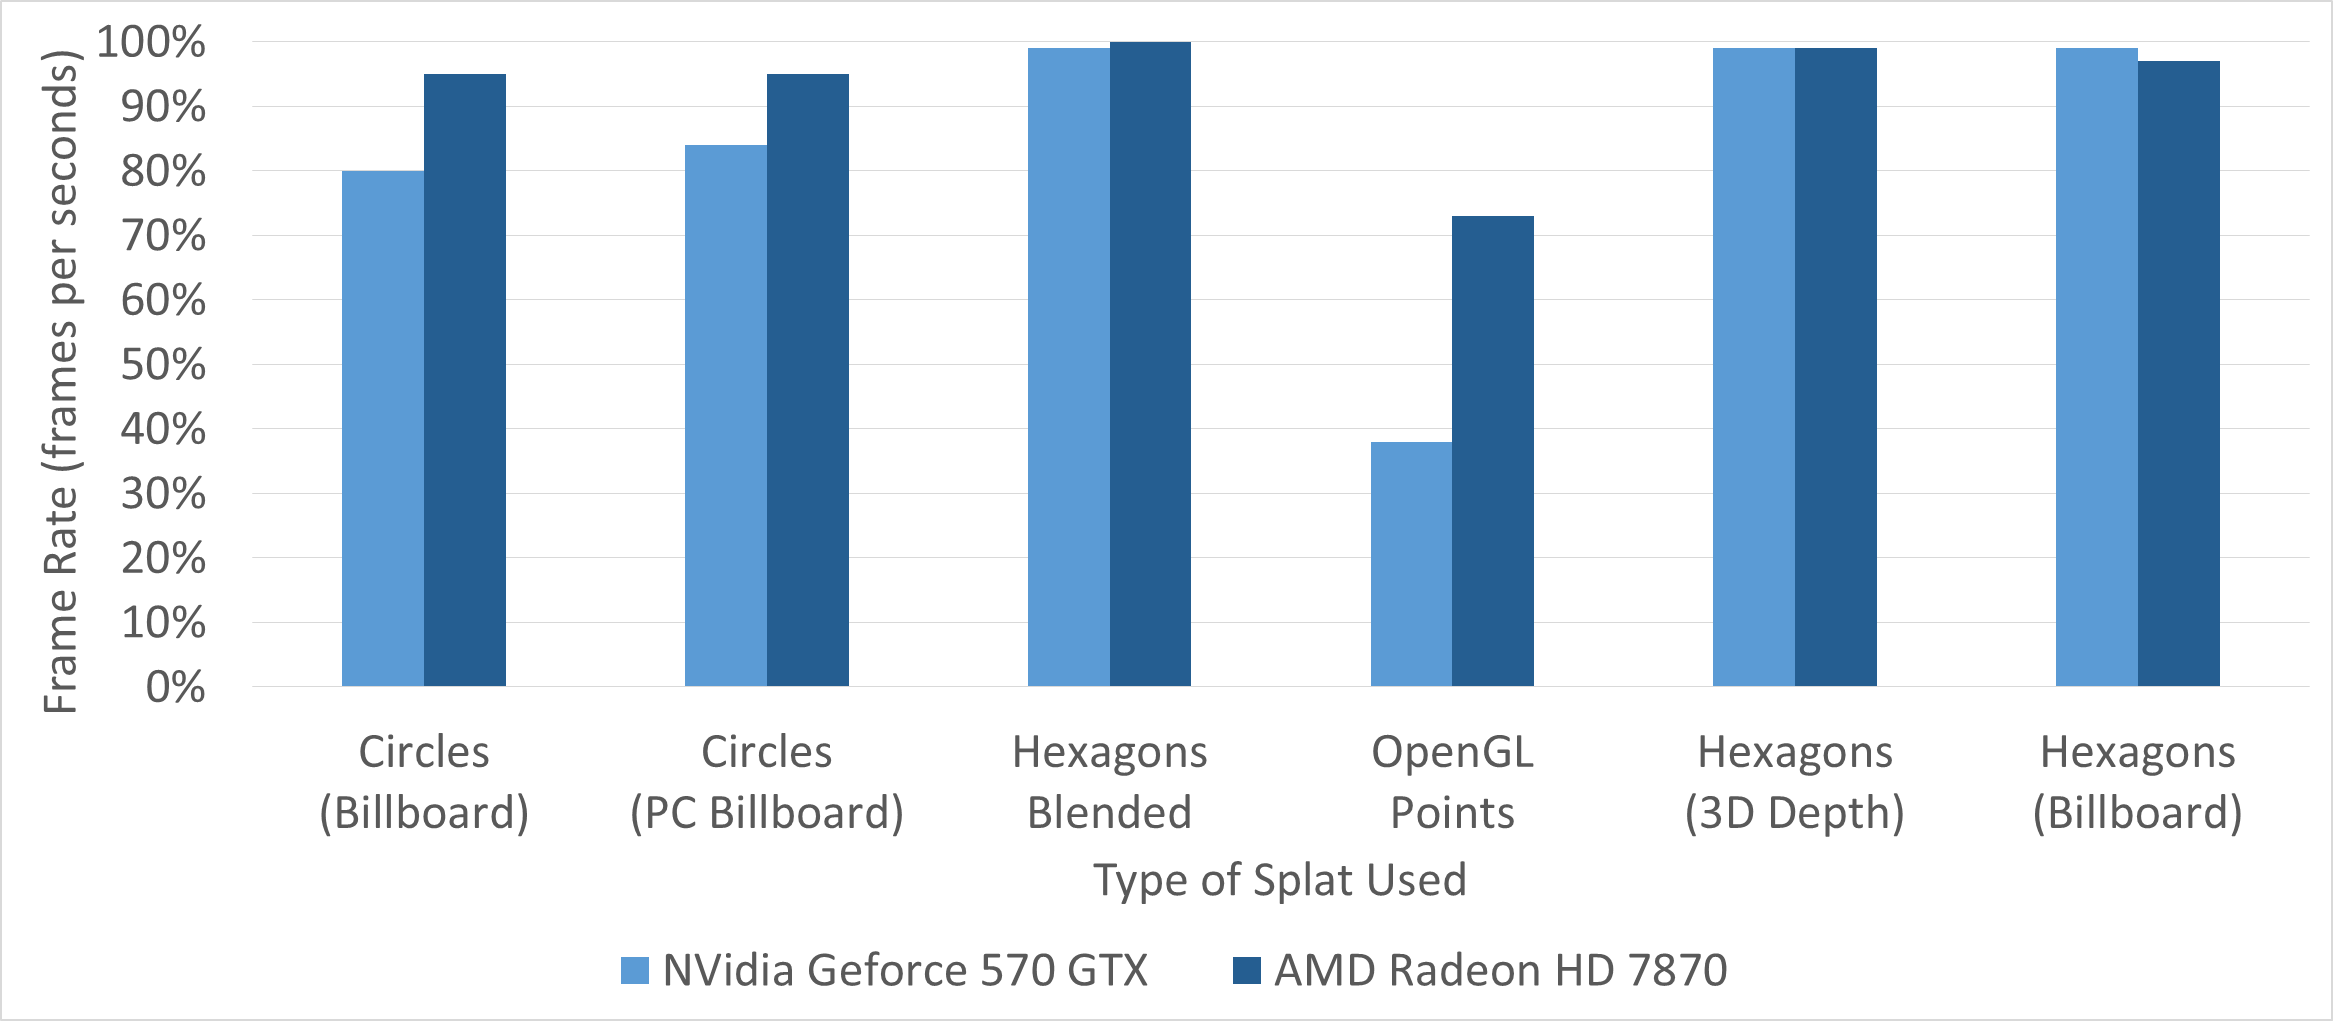 Frame Rate (frames per seconds)
100%
90%
80%
70%
60%
50%
40%
30%
20%
10%
0%
Circles
(Billboard)
Circles
(PC Billboard)
Hexagons
Blended
OpenGL
Points
Hexagons
(3D Depth)
Hexagons
(Billboard)
Type of Splat Used
NVidia Geforce 570 GTX
AMD Radeon HD 7870